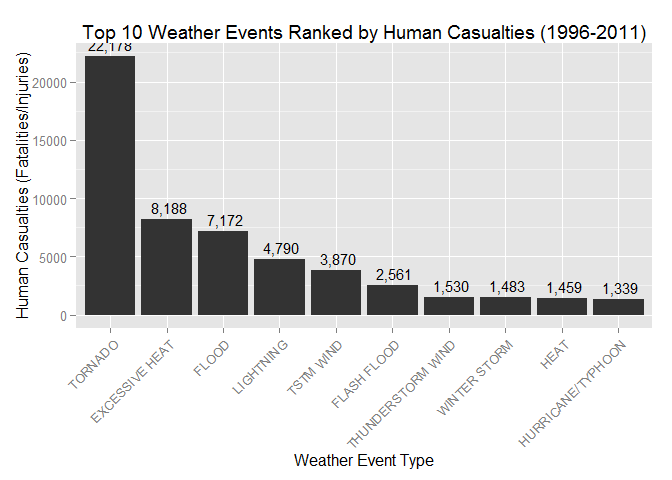 Top 10 Weather Events Ranked by Human Casualties (1996-2011)
Human Casualties (Fatalities/Injuries)
20000
15000
10000
5000
0
22,178
8,188
7,172
4,790
3,870
2,561
1,530
1,483
1,459
1,339
TORNADO
EXCESSIVE HEAT
FLOOD
LIGHTNING
TSTM WIND
FLASH FLOOD
THUNDERSTORM WIND
WINTER STORM
HEAT
HURRICANE/TYPHOON
Weather Event Type